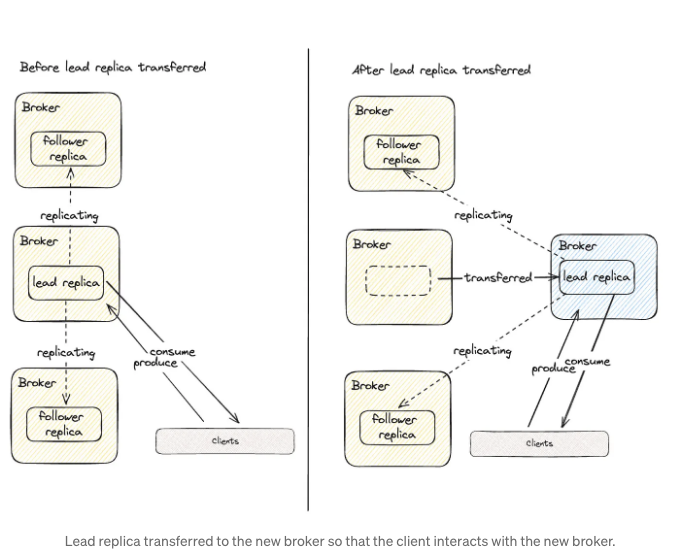 Before lead replica transferred
Broker
follower
replica
replicating
Broker
lead replica
replicating
consume
produce
Broker
follower
replica
clients
After lead replica transferred
Broker
follower
replica
replicating
Broker
transferred
Broker
lead replica
replicating
consume
produce
Broker
follower
replica
clients
Lead replica transferred to the new broker so that the client interacts with the new broker.